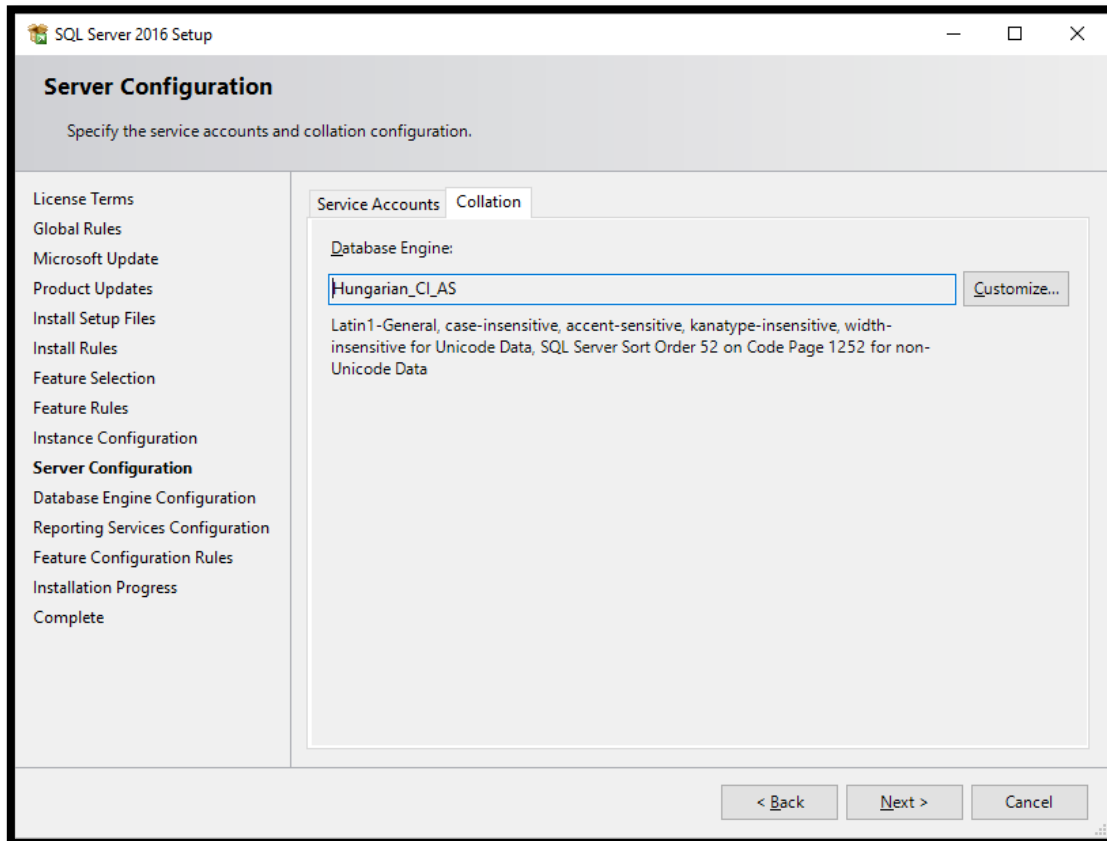 SQL Server 2016 Setup
Server Configuration
Specify the service accounts and collation configuration.
License Terms
Global Rules
Microsoft Update
Product Updates
Install Setup Files
Install Rules
Feature Selection
Feature Rules
Instance Configuration
Server Configuration
Database Engine Configuration
Reporting Services Configuration
Feature Configuration Rules
Installation Progress
Complete
Service Accounts
Collation
Database Engine:
Hungarian_CI_AS
Customize...
Latin1-General, case-insensitive, accent-sensitive, kanatype-insensitive, width-
insensitive for Unicode Data, SQL Server Sort Order 52 on Code Page 1252 for non-
Unicode Data
< Back
Next >
Cancel